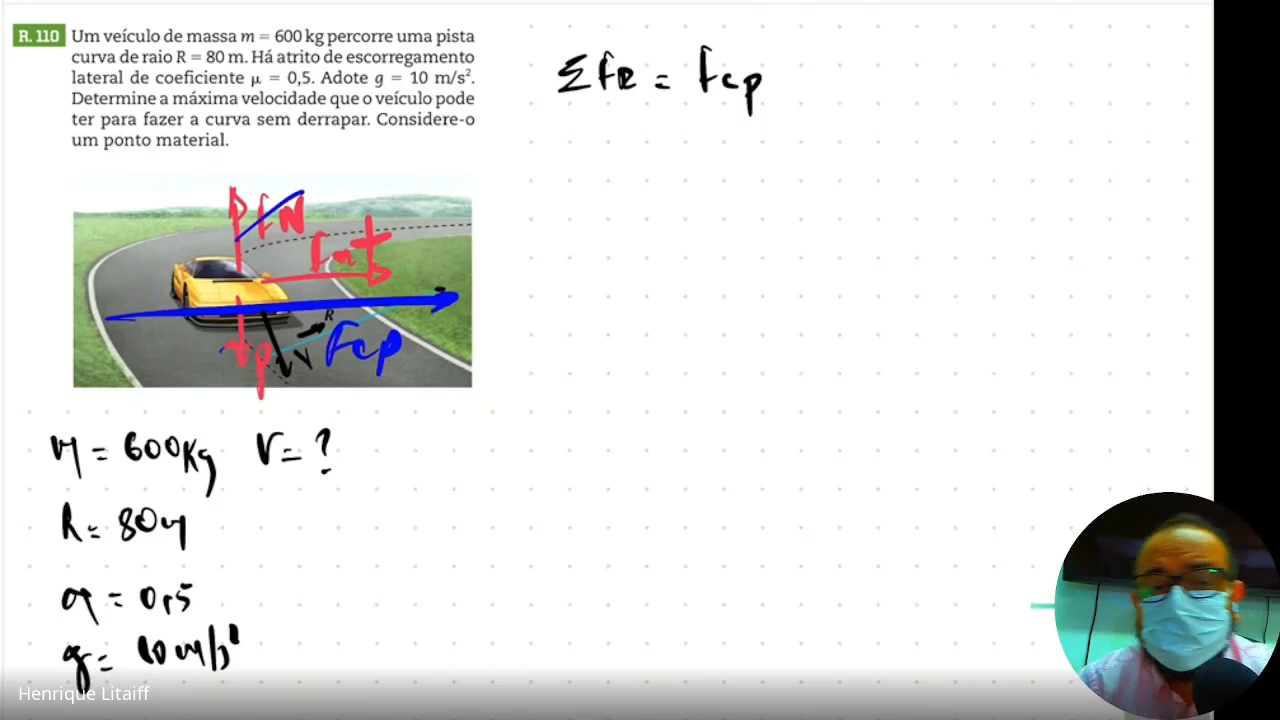 R. 110 Um veículo de massa m = 600 kg percorre uma pista
curva de raio R = 80 m. Há atrito de escorregamento
lateral de coeficiente μ = 0,5. Adote g = 10 m/s².
Determine a máxima velocidade que o veículo pode
ter para fazer a curva sem derrapar. Considere-o
um ponto material.
ΣFR = Fcp
FN
Fat
R
V
Fcp
P
M = 600Kg V = ?
R = 80m
μ = 0,5
g = 10 m/s²
Henrique Litaiff